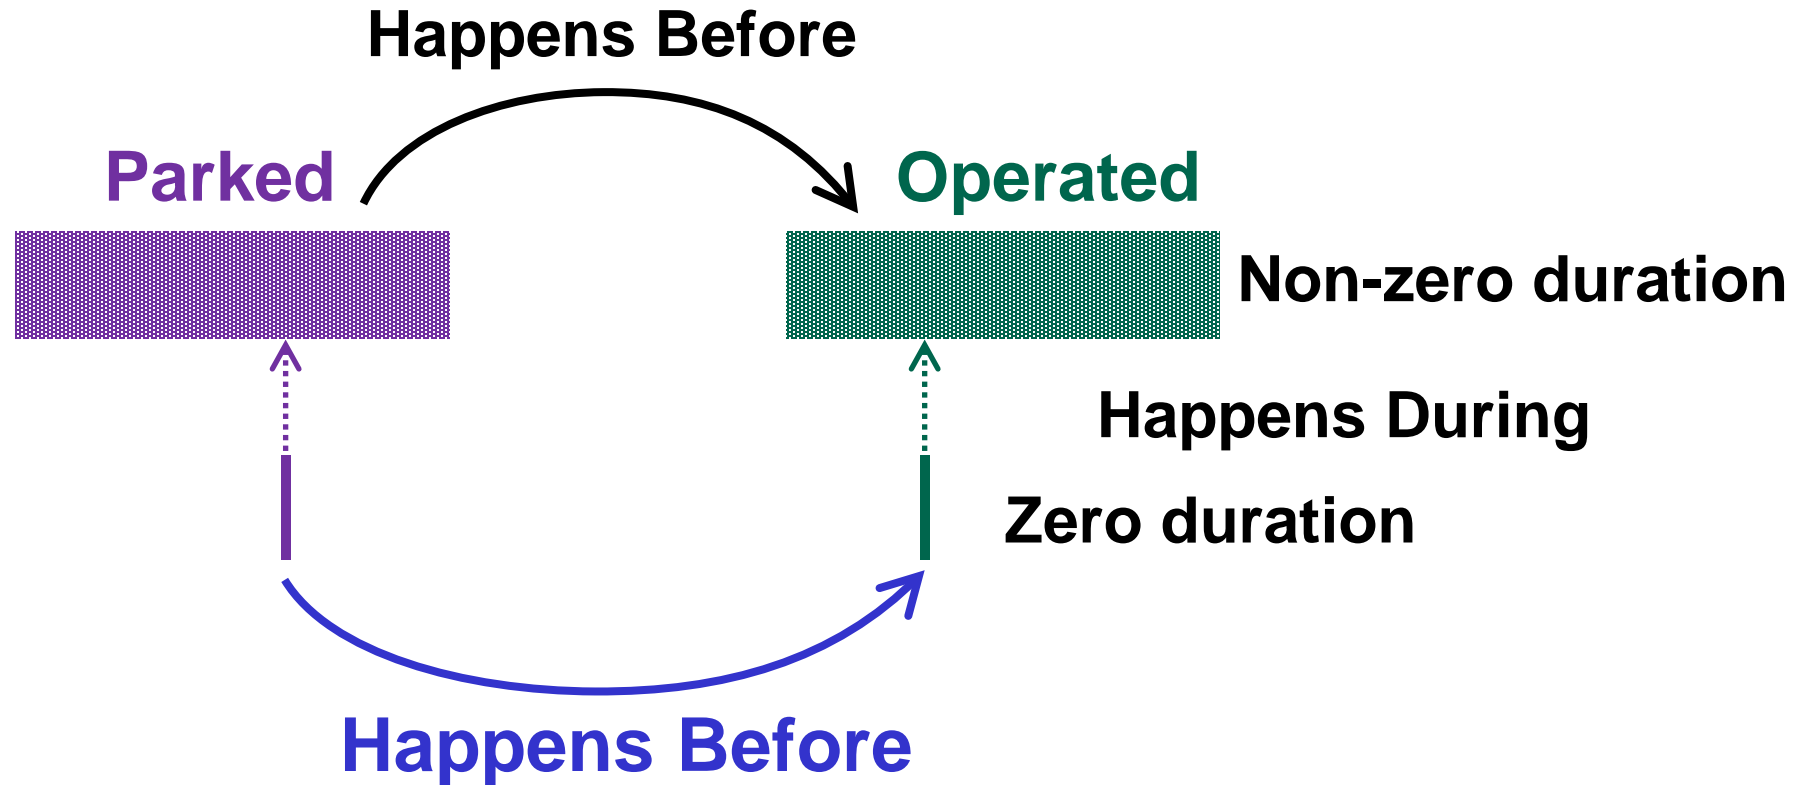 Happens Before
Parked
Operated
Non-zero duration
Happens During
Zero duration
Happens Before